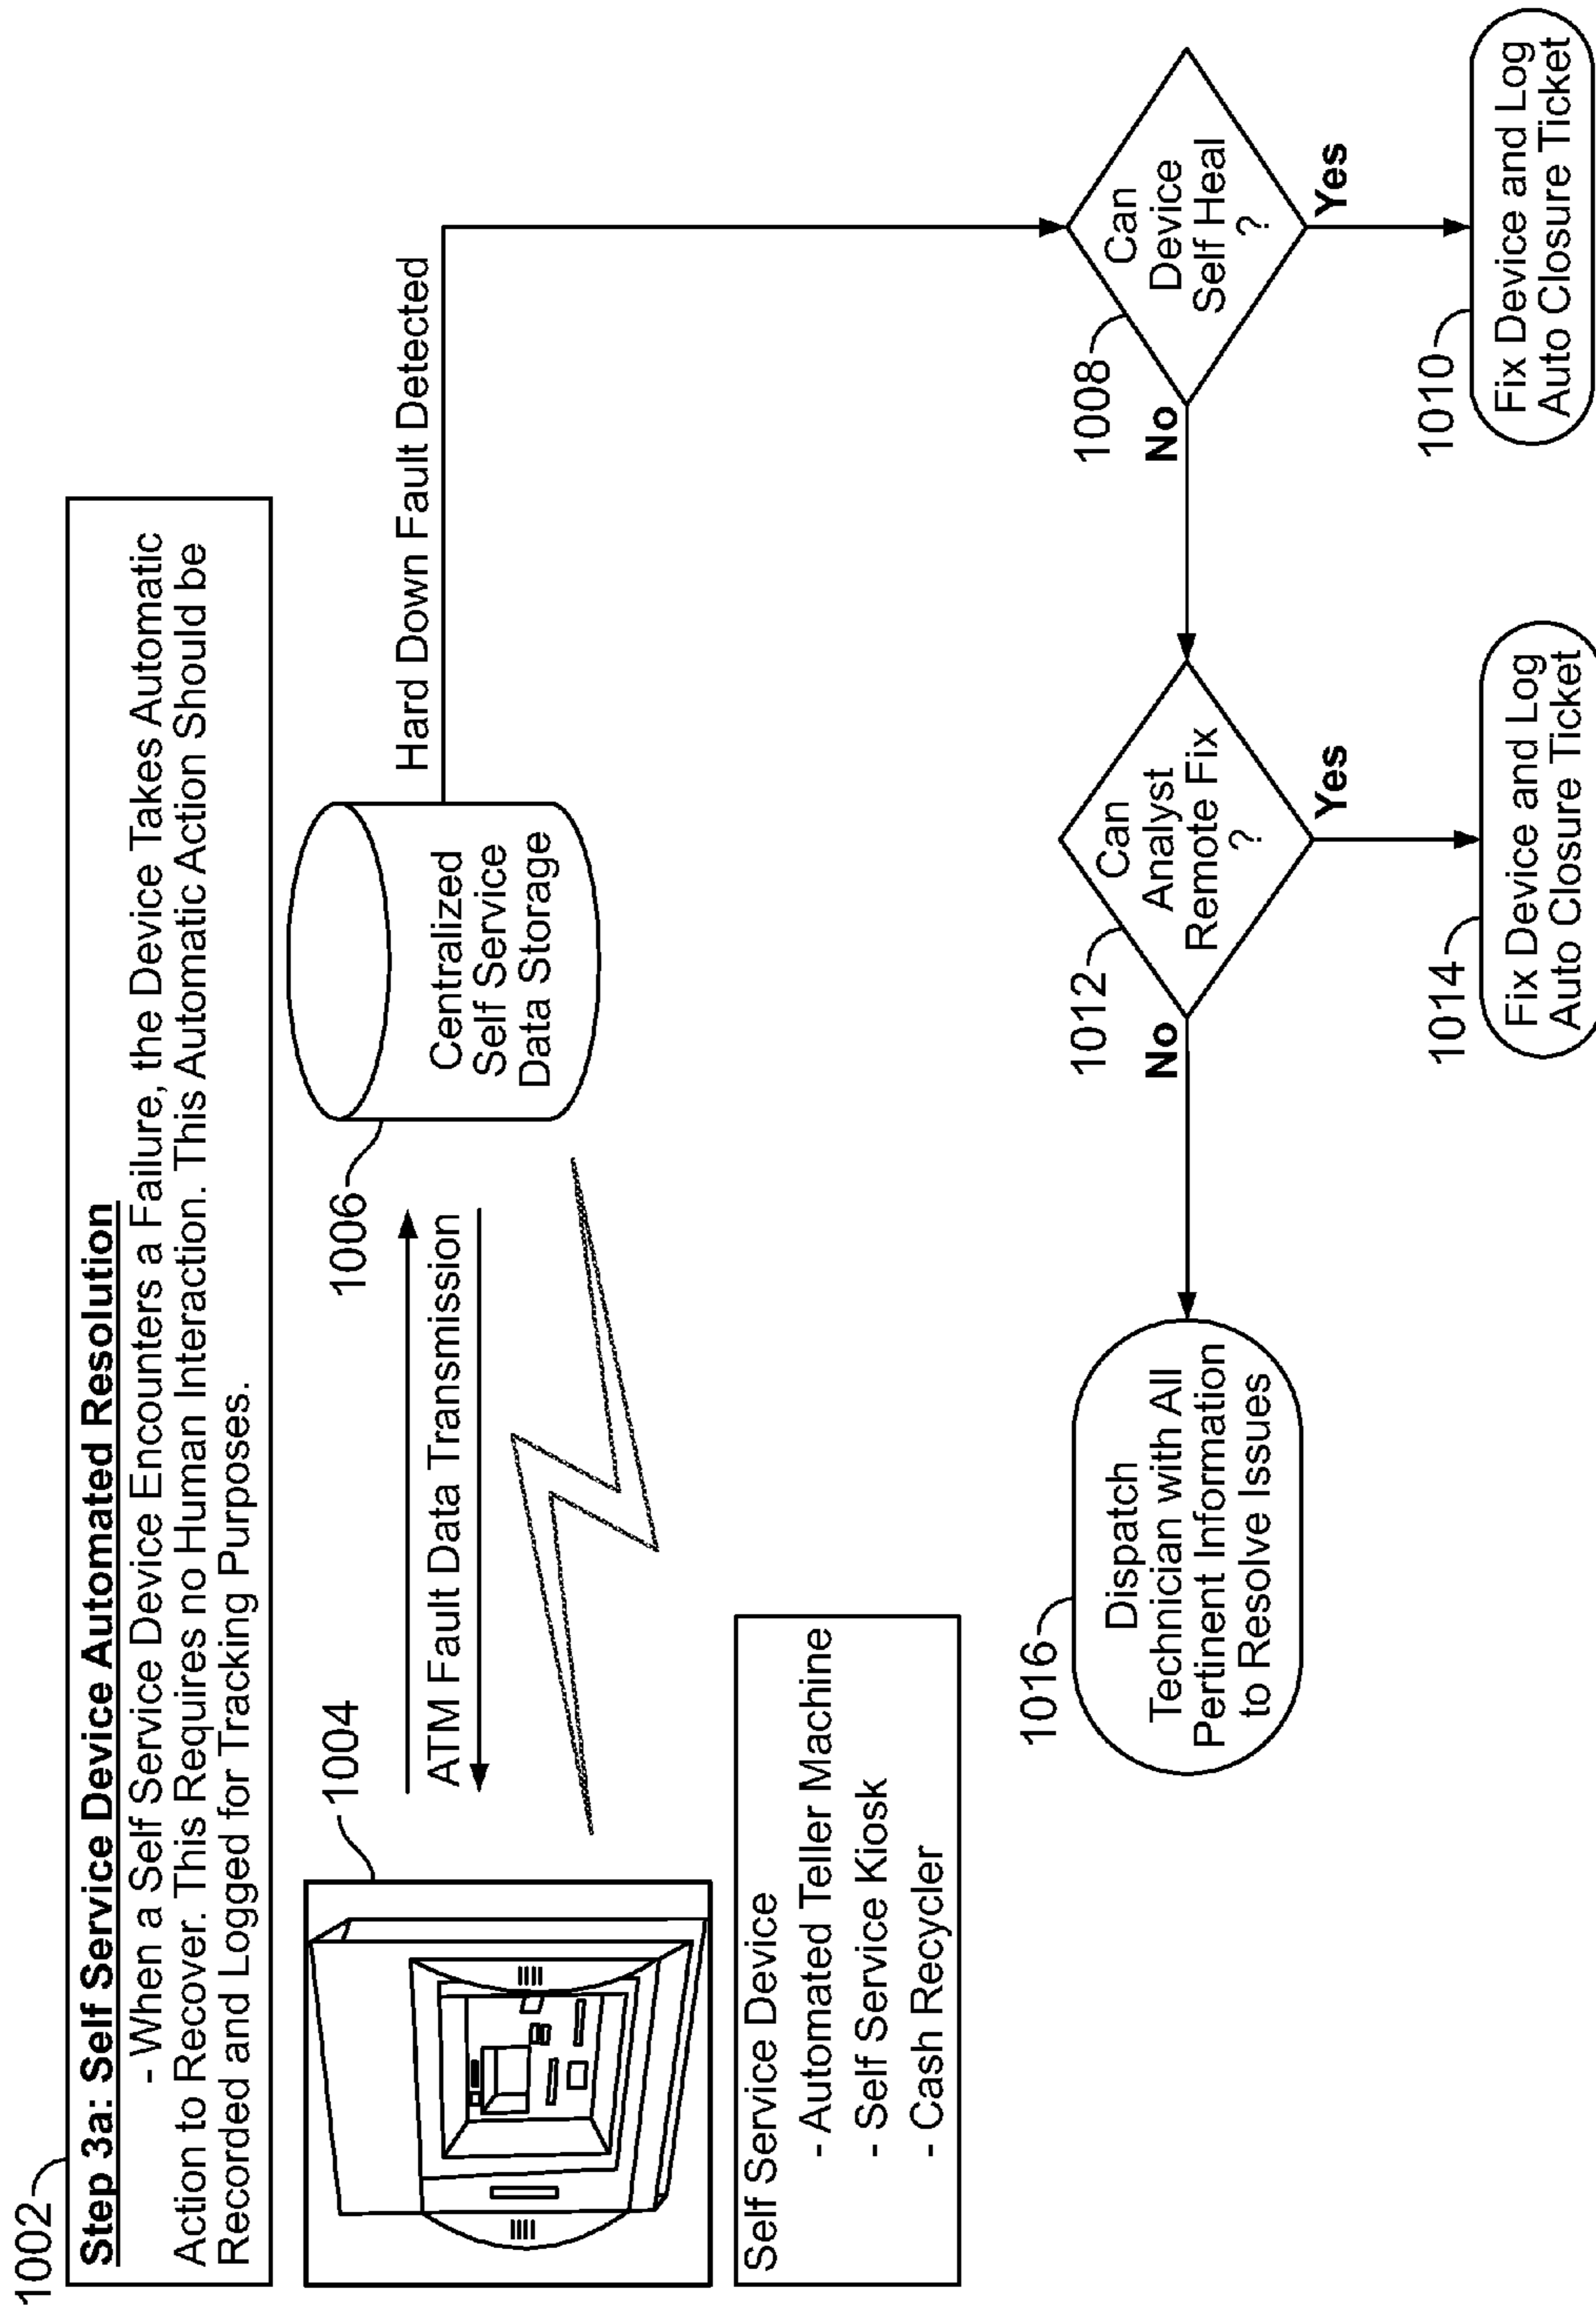 1002
Step 3a: Self Service Device Automated Resolution
- When a Self Service Device Encounters a Failure, the Device Takes Automatic
Action to Recover. This Requires no Human Interaction. This Automatic Action Should be
Recorded and Logged for Tracking Purposes.
1004
ATM Fault Data Transmission
1006
Centralized
Self Service
Data Storage
Hard Down Fault Detected
Self Service Device
- Automated Teller Machine
- Self Service Kiosk
- Cash Recycler
1008
Can
Device
Self Heal
?
No
Yes
1010
Fix Device and Log
Auto Closure Ticket
1012
Can
Analyst
Remote Fix
?
No
Yes
1014
Fix Device and Log
Auto Closure Ticket
1016
Dispatch
Technician with All
Pertinent Information
to Resolve Issues